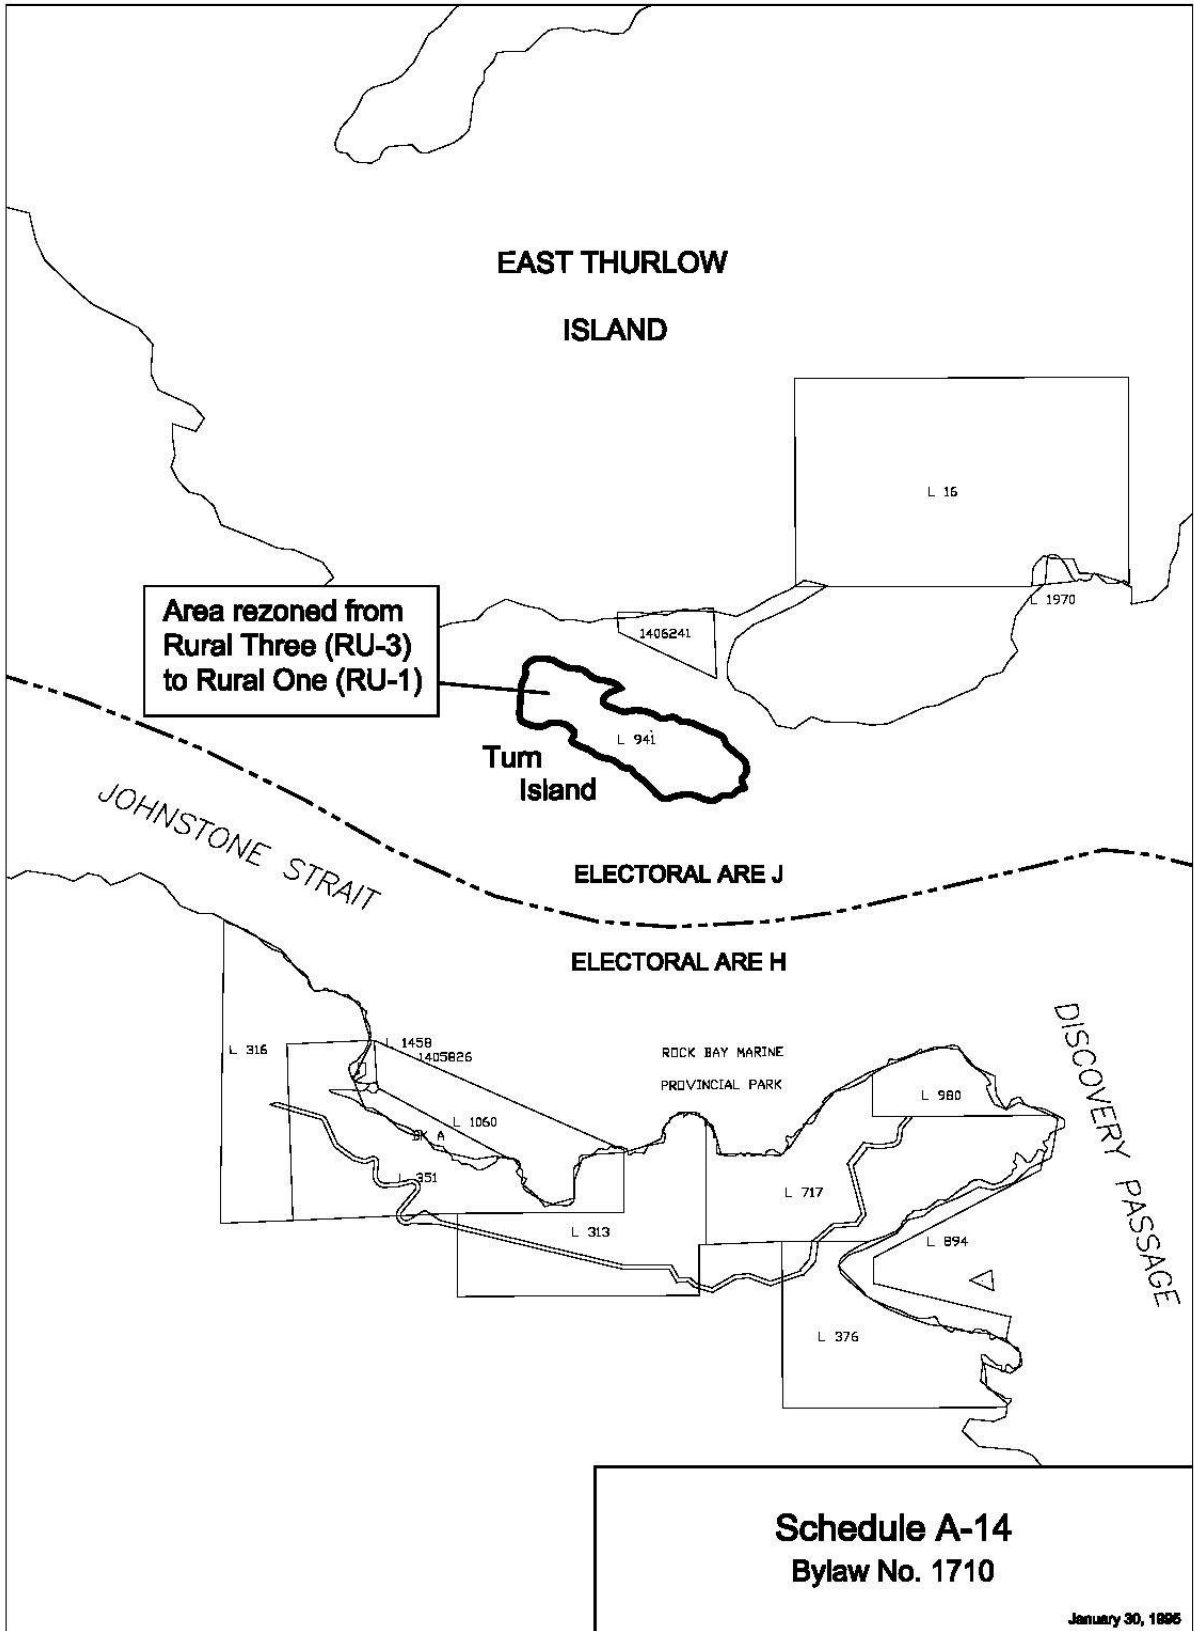 EAST THURLOW
ISLAND
L 16
L 1970
Area rezoned from
Rural Three (RU-3)
to Rural One (RU-1)
1406241
L 941
Turn
Island
JOHNSTONE STRAIT
ELECTORAL ARE J
ELECTORAL ARE H
DISCOVERY PASSAGE
L 316
L 1458
1405826
ROCK BAY MARINE
PROVINCIAL PARK
L 980
L 1060
BK A
L 351
L 717
L 313
L 894
L 376
Schedule A-14
Bylaw No. 1710
January 30,